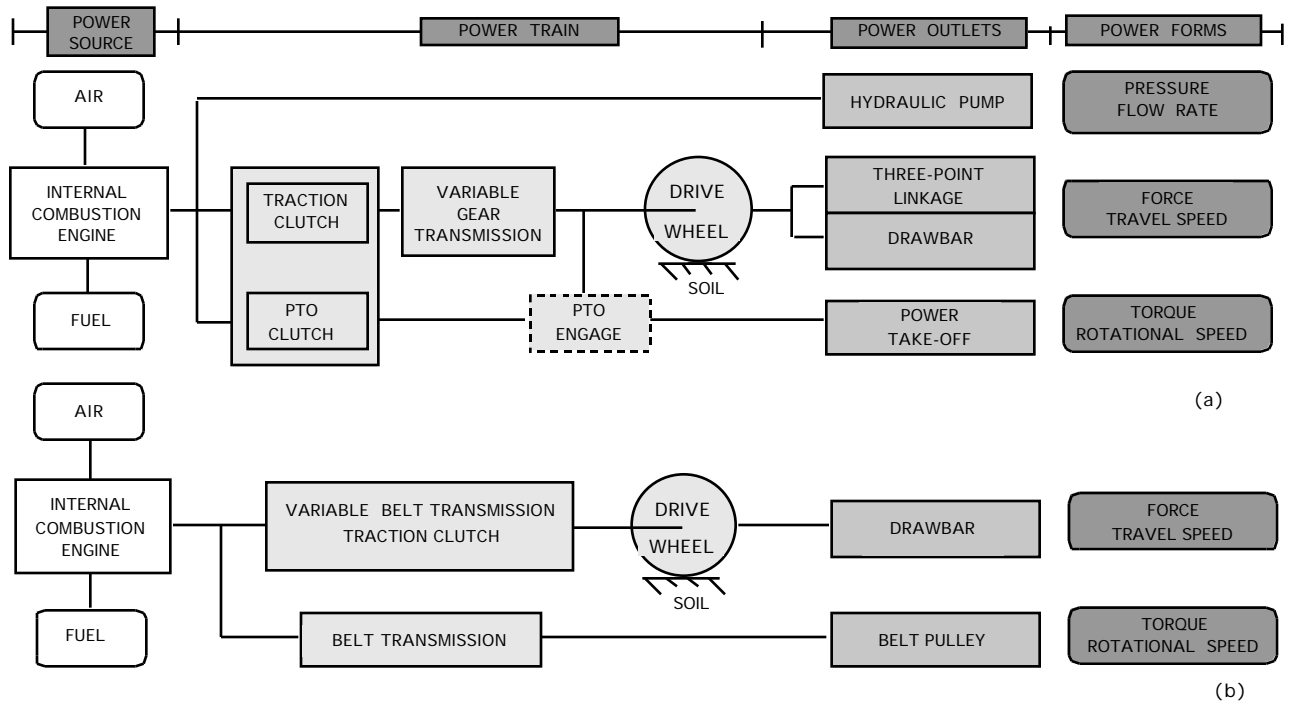 POWER
SOURCE
POWER TRAIN
POWER OUTLETS
POWER FORMS
AIR
HYDRAULIC PUMP
PRESSURE
FLOW RATE
INTERNAL
COMBUSTION
ENGINE
TRACTION
CLUTCH
VARIABLE
GEAR
TRANSMISSION
DRIVE
WHEEL
SOIL
THREE-POINT
LINKAGE
DRAWBAR
FORCE
TRAVEL SPEED
FUEL
PTO
CLUTCH
PTO
ENGAGE
POWER
TAKE-OFF
TORQUE
ROTATIONAL SPEED
(a)
AIR
INTERNAL
COMBUSTION
ENGINE
VARIABLE BELT TRANSMISSION
TRACTION CLUTCH
DRIVE
WHEEL
SOIL
DRAWBAR
FORCE
TRAVEL SPEED
FUEL
BELT TRANSMISSION
BELT PULLEY
TORQUE
ROTATIONAL SPEED
(b)